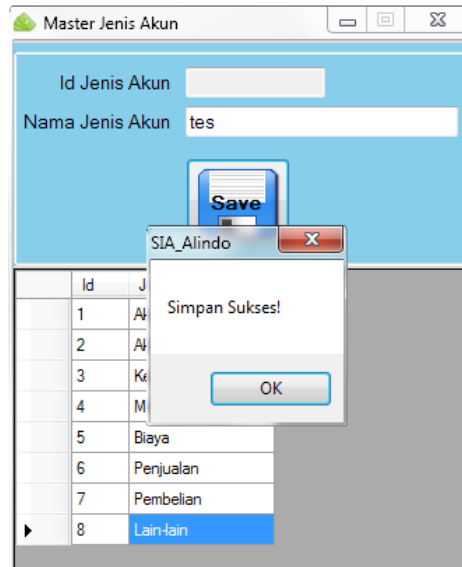 Master Jenis Akun
Id Jenis Akun
Nama Jenis Akun tes
Save
SIA_Alindo
Simpan Sukses!
OK
Id
1
2
3
4
5 Biaya
6 Penjualan
7 Pembelian
8 Lain-lain